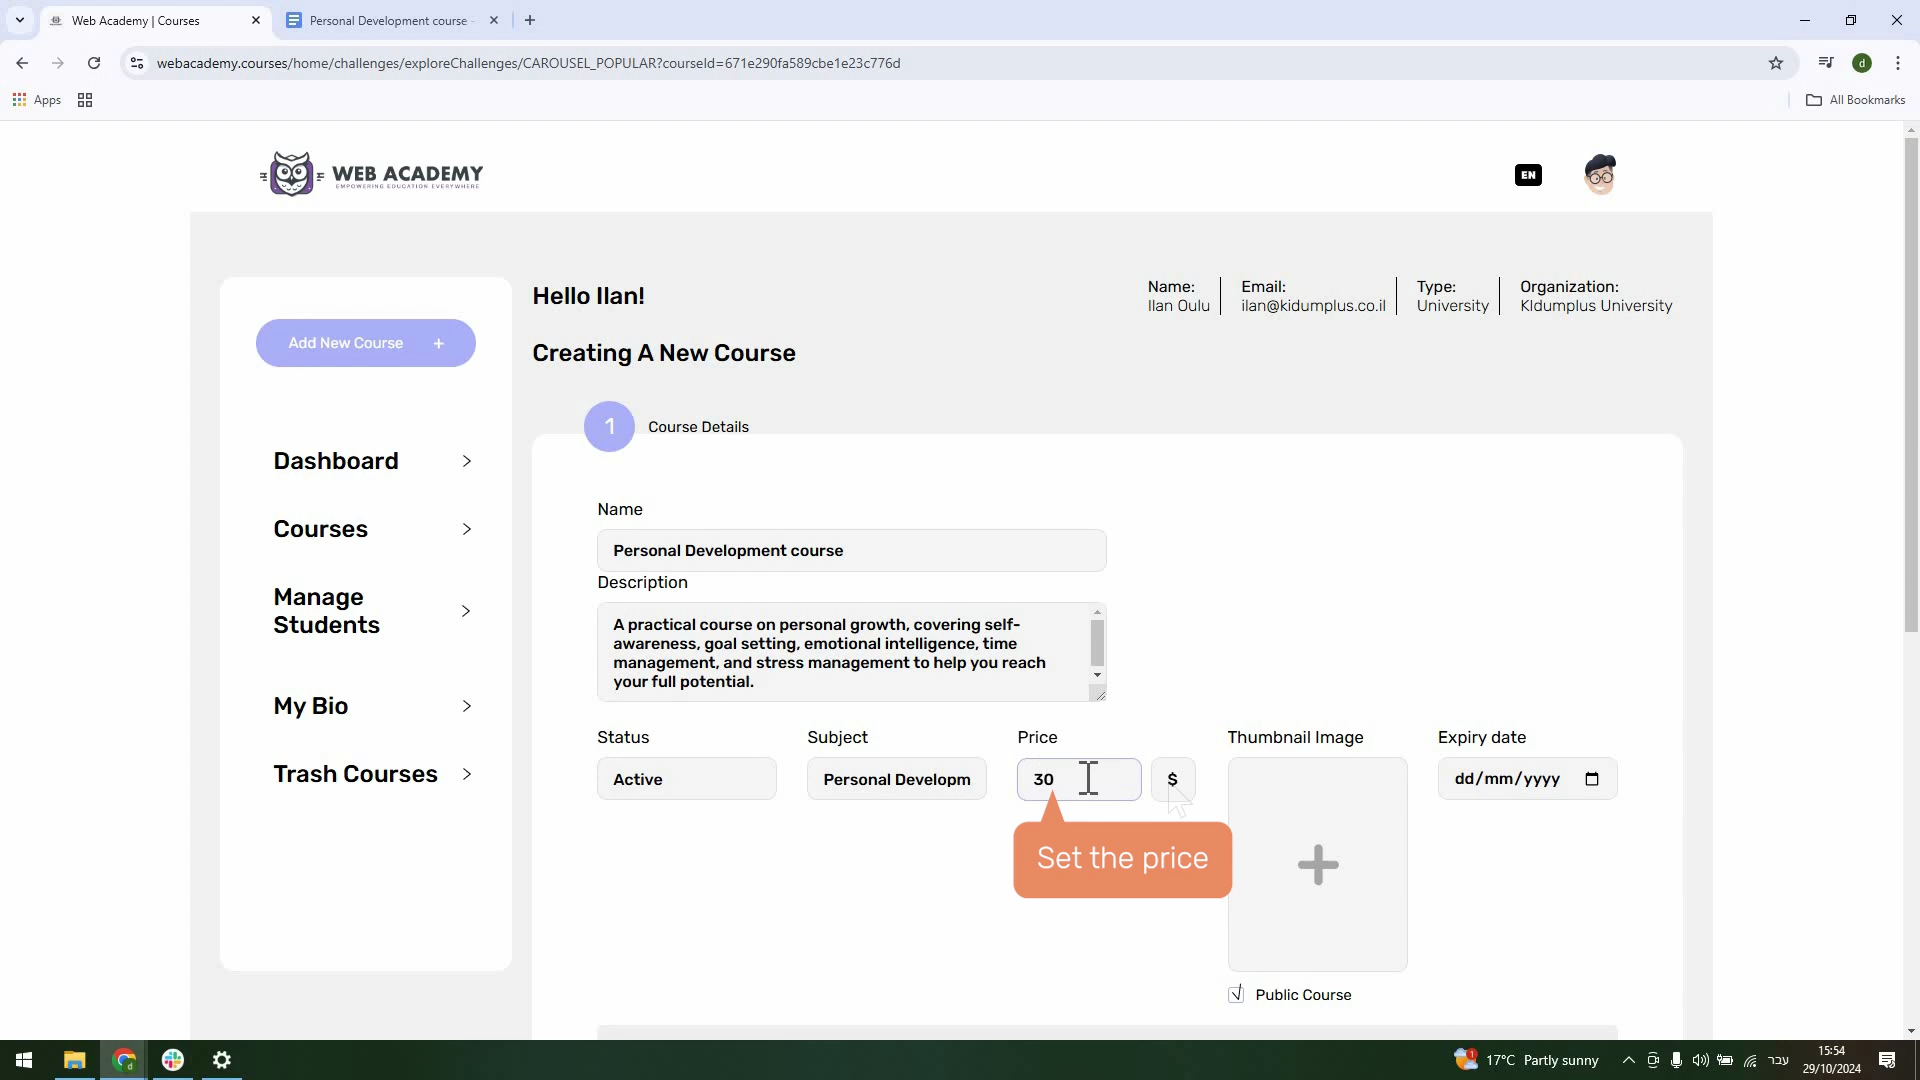 Web Academy | Courses
Personal Development course -
webacademy.courses/home/challenges/exploreChallenges/CAROUSEL_POPULAR?courseId=671e290fa589cbe1e23c776d
d
Apps
All Bookmarks
WEB ACADEMY
EMPOWERING EDUCATION EVERYWHERE
EN
Hello Ilan!
Name:
Ilan Oulu
Email:
ilan@kidumplus.co.il
Type:
University
Organization:
KIdumplus University
Add New Course +
Creating A New Course
1
Course Details
Dashboard
Courses
Manage
Students
My Bio
Trash Courses
Name
Personal Development course
Description
A practical course on personal growth, covering self-
awareness, goal setting, emotional intelligence, time
management, and stress management to help you reach
your full potential.
Status
Subject
Price
Thumbnail Image
Expiry date
Active
Personal Developm
30
$
dd/mm/yyyy
Set the price
Public Course
1
17°C Partly sunny
עבר
15:54
29/10/2024